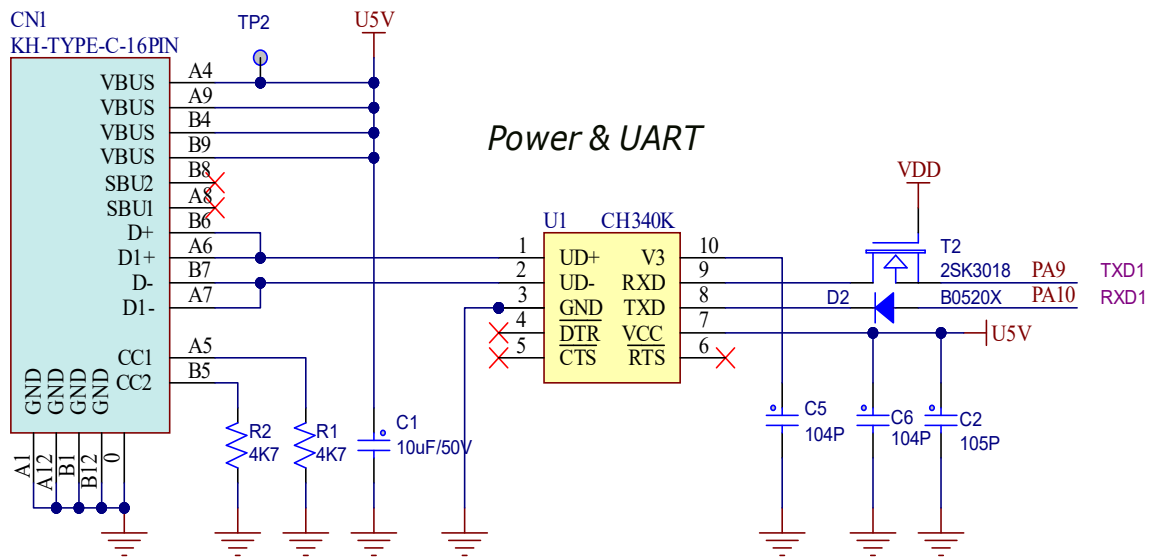 CN1
KH-TYPE-C-16PIN
TP2
U5V
VBUS A4
VBUS A9
VBUS B4
VBUS B9
SBU2 B8
SBU1 A8
D+ B6
D1+ A6
D- B7
D1- A7
CC1 A5
CC2 B5
GND GND GND GND
A1 A12 B1 B12 0
R2
4K7
R1
4K7
C1
10uF/50V
Power & UART
U1 CH340K
1 UD+ V3 10
2 UD- RXD 9
3 GND TXD 8
4 DTR VCC 7
5 CTS RTS 6
VDD
T2
2SK3018 PA9 TXD1
D2 B0520X PA10 RXD1
U5V
C5
104P
C6
104P
C2
105P